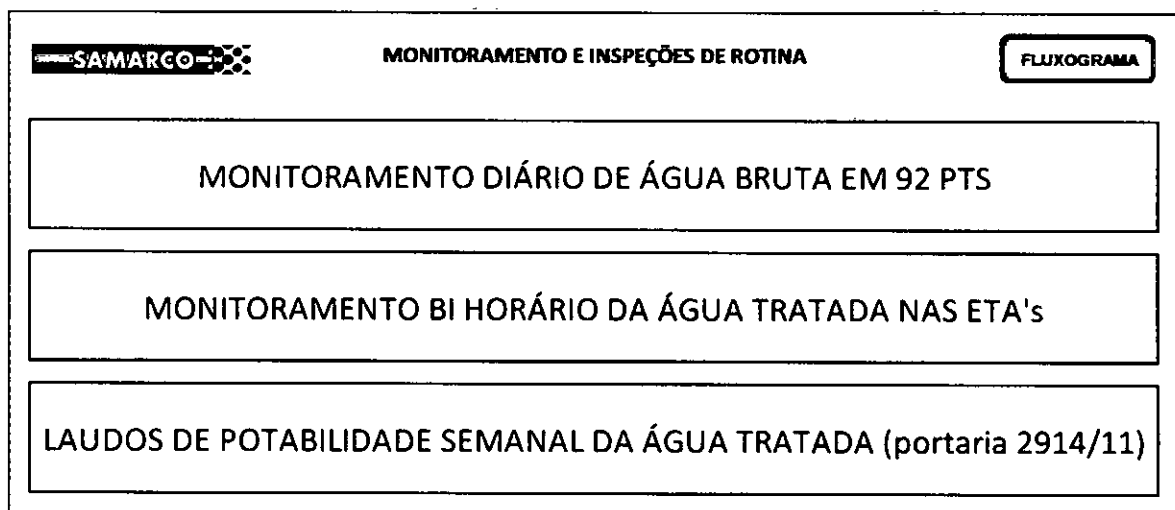 SAMARCO
MONITORAMENTO E INSPEÇÕES DE ROTINA
FLUXOGRAMA
MONITORAMENTO DIÁRIO DE ÁGUA BRUTA EM 92 PTS
MONITORAMENTO BI HORÁRIO DA ÁGUA TRATADA NAS ETA's
LAUDOS DE POTABILIDADE SEMANAL DA ÁGUA TRATADA (portaria 2914/11)